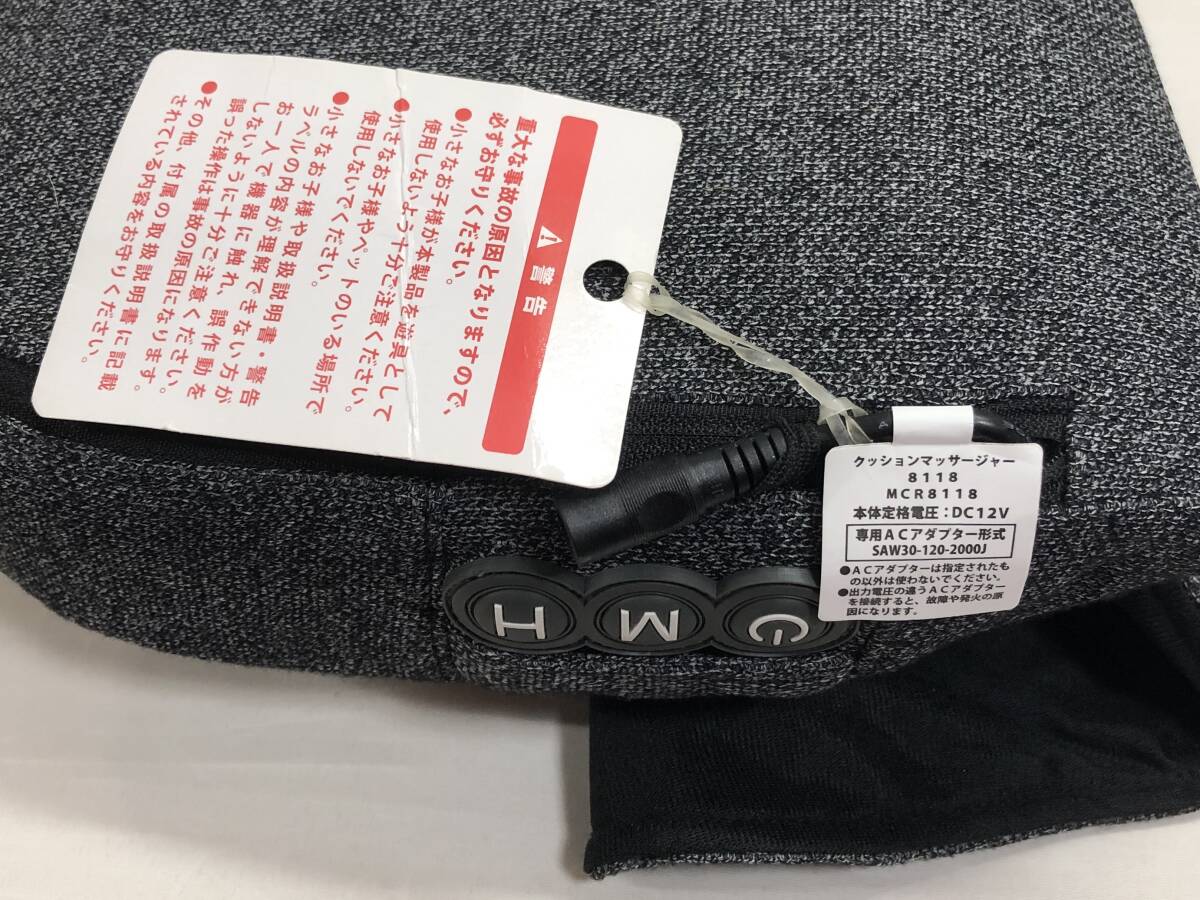 ⚠警告
重大な事故の原因となりますので、
必ずお守りください。
●小さなお子様が本製品を遊具として
使用しないよう十分ご注意ください。
●小さなお子様やペットのいる場所で
使用しないでください。
●小さなお子様や取扱説明書・警告
ラベルの内容が理解できない方が
お一人で機器に触れ、誤作動を
しないように十分ご注意ください。
誤った操作は事故の原因になります。
●その他、付属の取扱説明書に記載
されている内容をお守りください。
クッションマッサージャー
8118
MCR8118
本体定格電圧：DC12V
専用ACアダプター形式
SAW30-120-2000J
●ACアダプターは指定されたも
の以外は使わないでください。
●出力電圧の違うACアダプター
を接続すると、故障や発火の原
因になります。
H
M